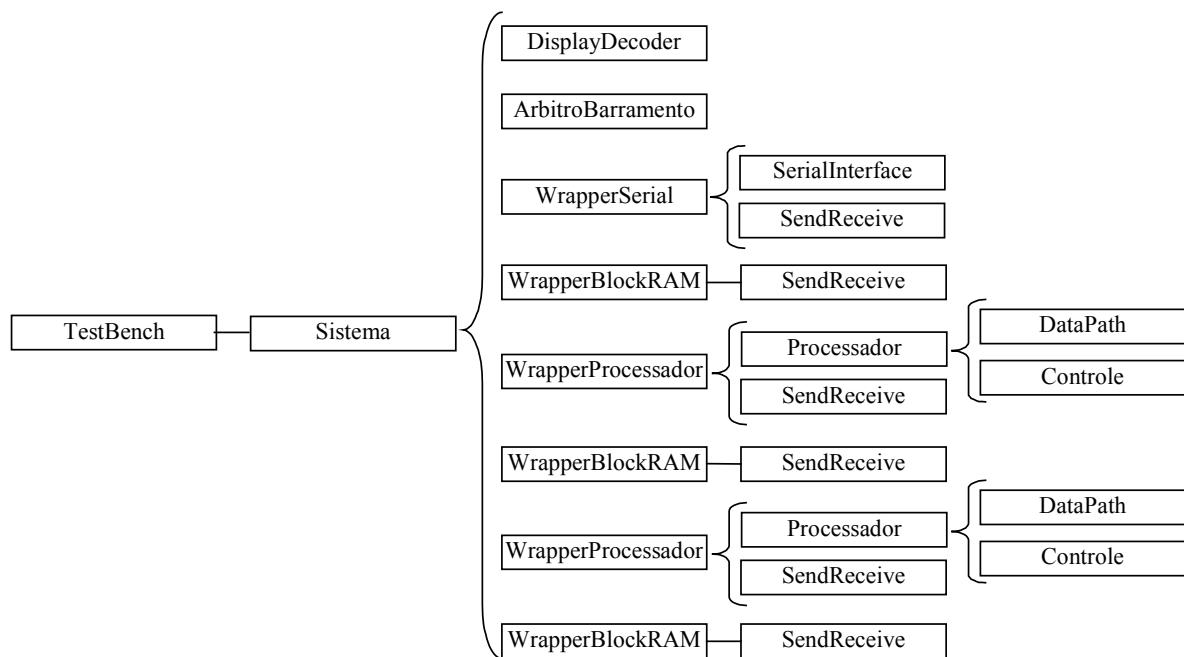 DisplayDecoder
ArbitroBarramento
SerialInterface
WrapperSerial
SendReceive
WrapperBlockRAM
SendReceive
TestBench
Sistema
DataPath
Processador
WrapperProcessador
Controle
SendReceive
WrapperBlockRAM
SendReceive
DataPath
Processador
WrapperProcessador
Controle
SendReceive
WrapperBlockRAM
SendReceive